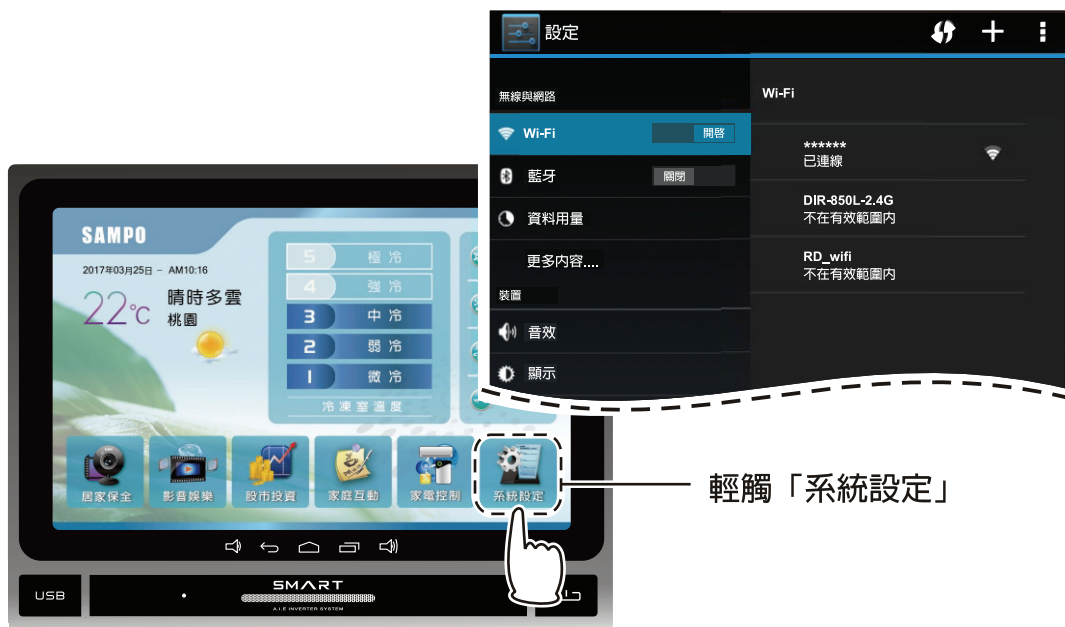 設定
無線與網路
Wi-Fi
開啓
藍牙
關閉
資料用量
更多內容....
裝置
音效
顯示
Wi-Fi
******
已連線
DIR-850L-2.4G
不在有效範圍內
RD_wifi
不在有效範圍內
SAMPO
2017年03月25日 - AM10:16
22°C
晴時多雲
桃園
5 極冷
4 強冷
3 中冷
2 弱冷
1 微冷
冷凍室溫度
居家保全
影音娛樂
股市投資
家庭互動
家電控制
系統設定
輕觸「系統設定」
USB
SMART
A.I.E INVERTER SYSTEM